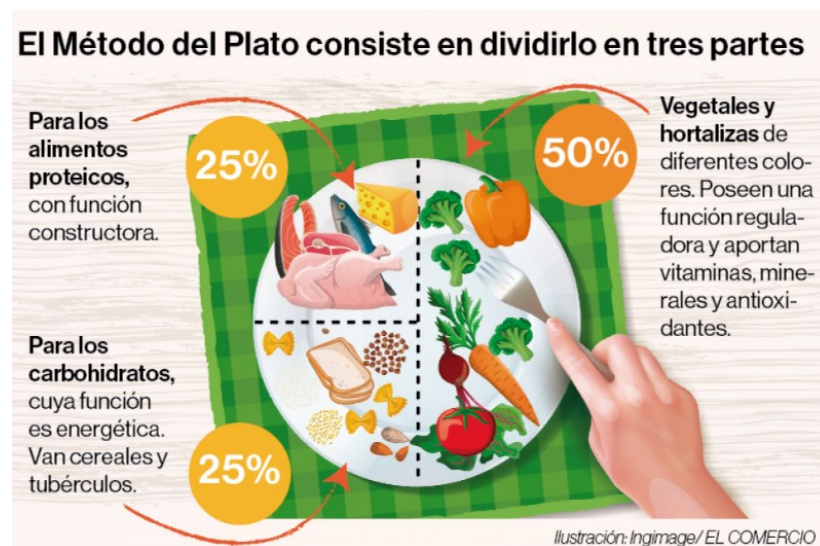 El Método del Plato consiste en dividirlo en tres partes
Para los
alimentos
proteicos,
con función
constructora.
25%
50%
Vegetales y
hortalizas de
diferentes colo-
res. Poseen una
función regula-
dora y aportan
vitaminas, mine-
rales y antioxi-
dantes.
Para los
carbohidratos,
cuya función
es energética.
Van cereales y
tubérculos.
25%
Ilustración: Ingimage/ EL COMERCIO